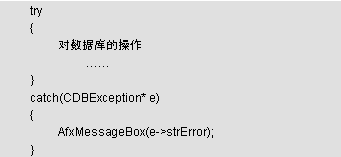 try
{
对数据库的操作
……
}
catch(CDBException* e)
{
AfxMessageBox(e->strError);
}